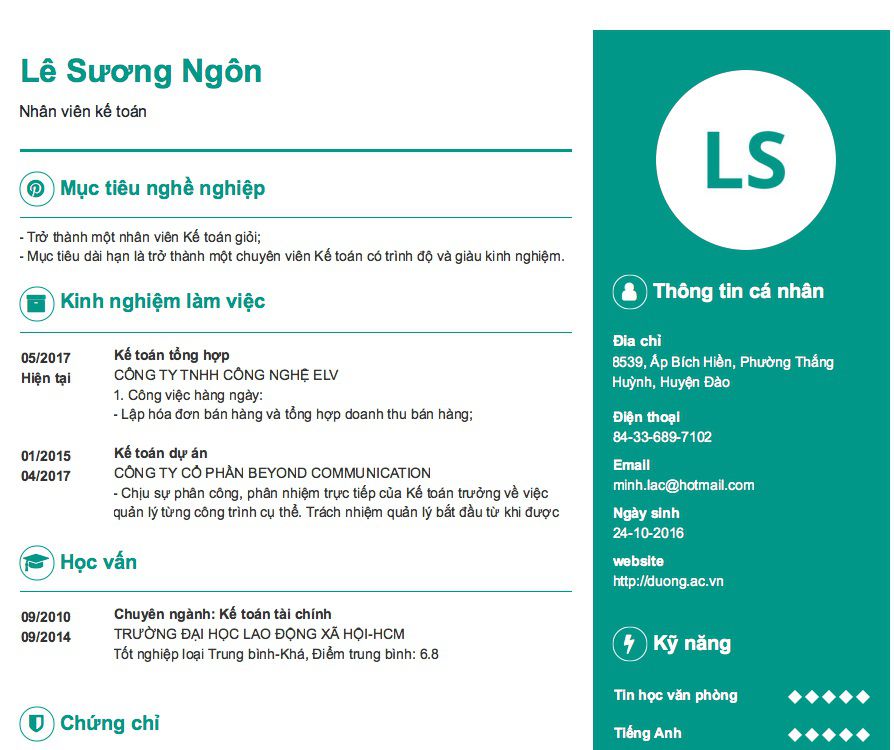 Lê Sương Ngôn
Nhân viên kế toán
Mục tiêu nghề nghiệp
- Trở thành một nhân viên Kế toán giỏi;
- Mục tiêu dài hạn là trở thành một chuyên viên Kế toán có trình độ và giàu kinh nghiệm.
Kinh nghiệm làm việc
05/2017
Hiện tại
Kế toán tổng hợp
CÔNG TY TNHH CÔNG NGHỆ ELV
1. Công việc hàng ngày:
- Lập hóa đơn bán hàng và tổng hợp doanh thu bán hàng;
01/2015
04/2017
Kế toán dự án
CÔNG TY CỔ PHẦN BEYOND COMMUNICATION
- Chịu sự phân công, phân nhiệm trực tiếp của Kế toán trưởng về việc
quản lý từng công trình cụ thể. Trách nhiệm quản lý bắt đầu từ khi được
Học vấn
09/2010
09/2014
Chuyên ngành: Kế toán tài chính
TRƯỜNG ĐẠI HỌC LAO ĐỘNG XÃ HỘI-HCM
Tốt nghiệp loại Trung bình-Khá, Điểm trung bình: 6.8
Chứng chỉ
LS
Thông tin cá nhân
Địa chỉ
8539, Ấp Bích Hiền, Phường Thắng
Huỳnh, Huyện Đào
Điện thoại
84-33-689-7102
Email
minh.lac@hotmail.com
Ngày sinh
24-10-2016
website
http://duong.ac.vn
Kỹ năng
Tin học văn phòng
Tiếng Anh